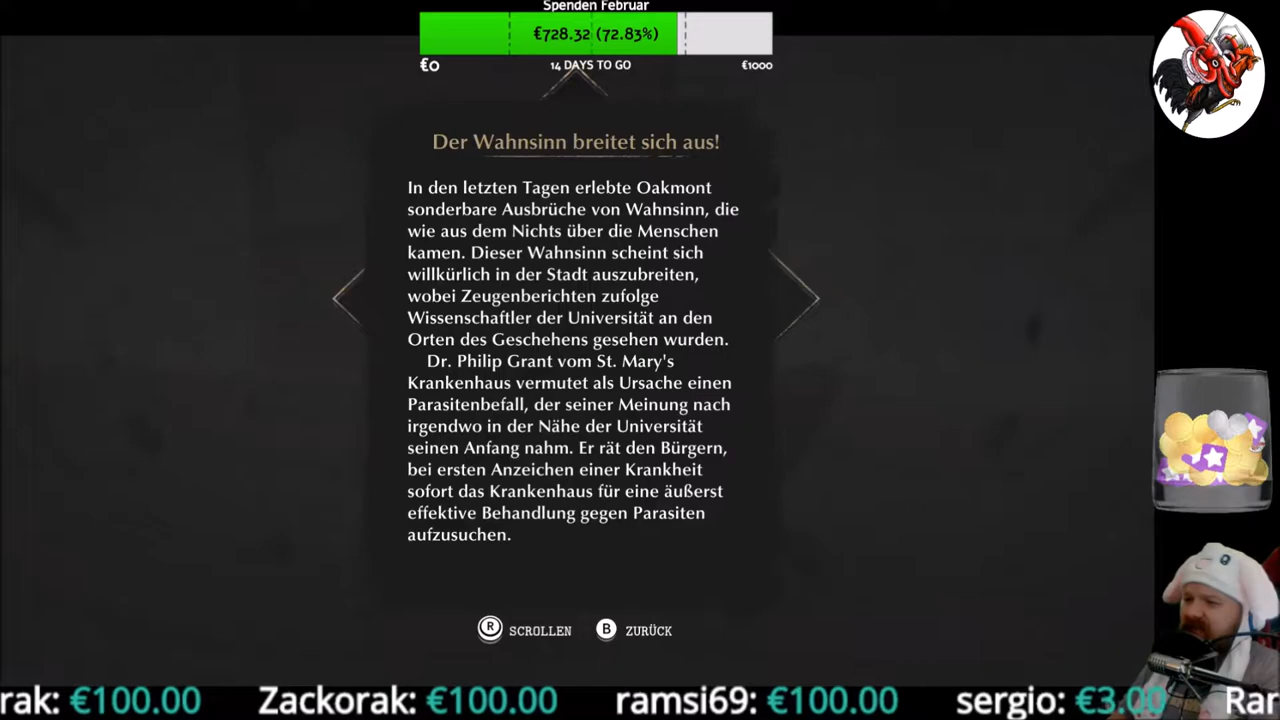 Spenden Februar
€728.32 (72.83%)
€0
14 DAYS TO GO
€1000
Der Wahnsinn breitet sich aus!
In den letzten Tagen erlebte Oakmont
sonderbare Ausbrüche von Wahnsinn, die
wie aus dem Nichts über die Menschen
kamen. Dieser Wahnsinn scheint sich
willkürlich in der Stadt auszubreiten,
wobei Zeugenberichten zufolge
Wissenschaftler der Universität an den
Orten des Geschehens gesehen wurden.
Dr. Philip Grant vom St. Mary's
Krankenhaus vermutet als Ursache einen
Parasitenbefall, der seiner Meinung nach
irgendwo in der Nähe der Universität
seinen Anfang nahm. Er rät den Bürgern,
bei ersten Anzeichen einer Krankheit
sofort das Krankenhaus für eine äußerst
effektive Behandlung gegen Parasiten
aufzusuchen.
R SCROLLEN B ZURÜCK
rak: €100.00 Zackorak: €100.00 ramsi69: €100.00 sergio: €3.00 Rar